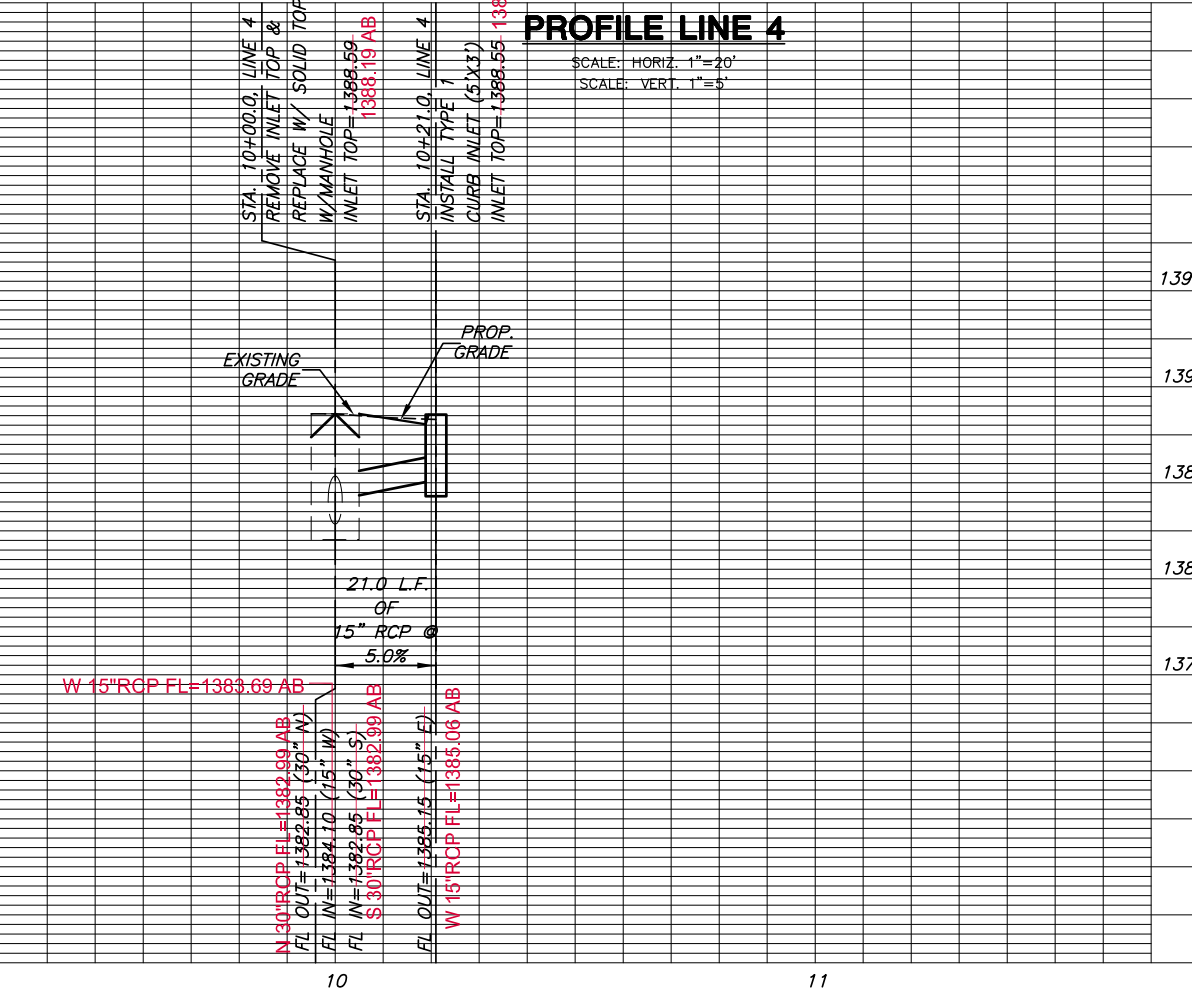 PROFILE LINE 4
SCALE: HORIZ. 1"=20'
SCALE: VERT. 1"=5'
STA. 10+00.0, LINE 4
REMOVE INLET TOP &
REPLACE W/ SOLID TOP
W/MANHOLE
INLET TOP=1388.59
1388.19 AB
STA. 10+21.0, LINE 4
INSTALL TYPE 1
CURB INLET (5'X3')
INLET TOP=1388.55 138
EXISTING
GRADE
PROP.
GRADE
139
139
138
138
137
21.0 L.F.
OF
15" RCP @
5.0%
W 15"RCP FL=1383.69 AB
N 30"RCP FL=1382.99 AB
FL OUT=1382.85 (30" N)
FL IN=1384.10 (15" W)
FL IN=1382.85 (30" S)
S 30"RCP FL=1382.99 AB
FL OUT=1385.15 (15" E)
W 15"RCP FL=1385.06 AB
10
11